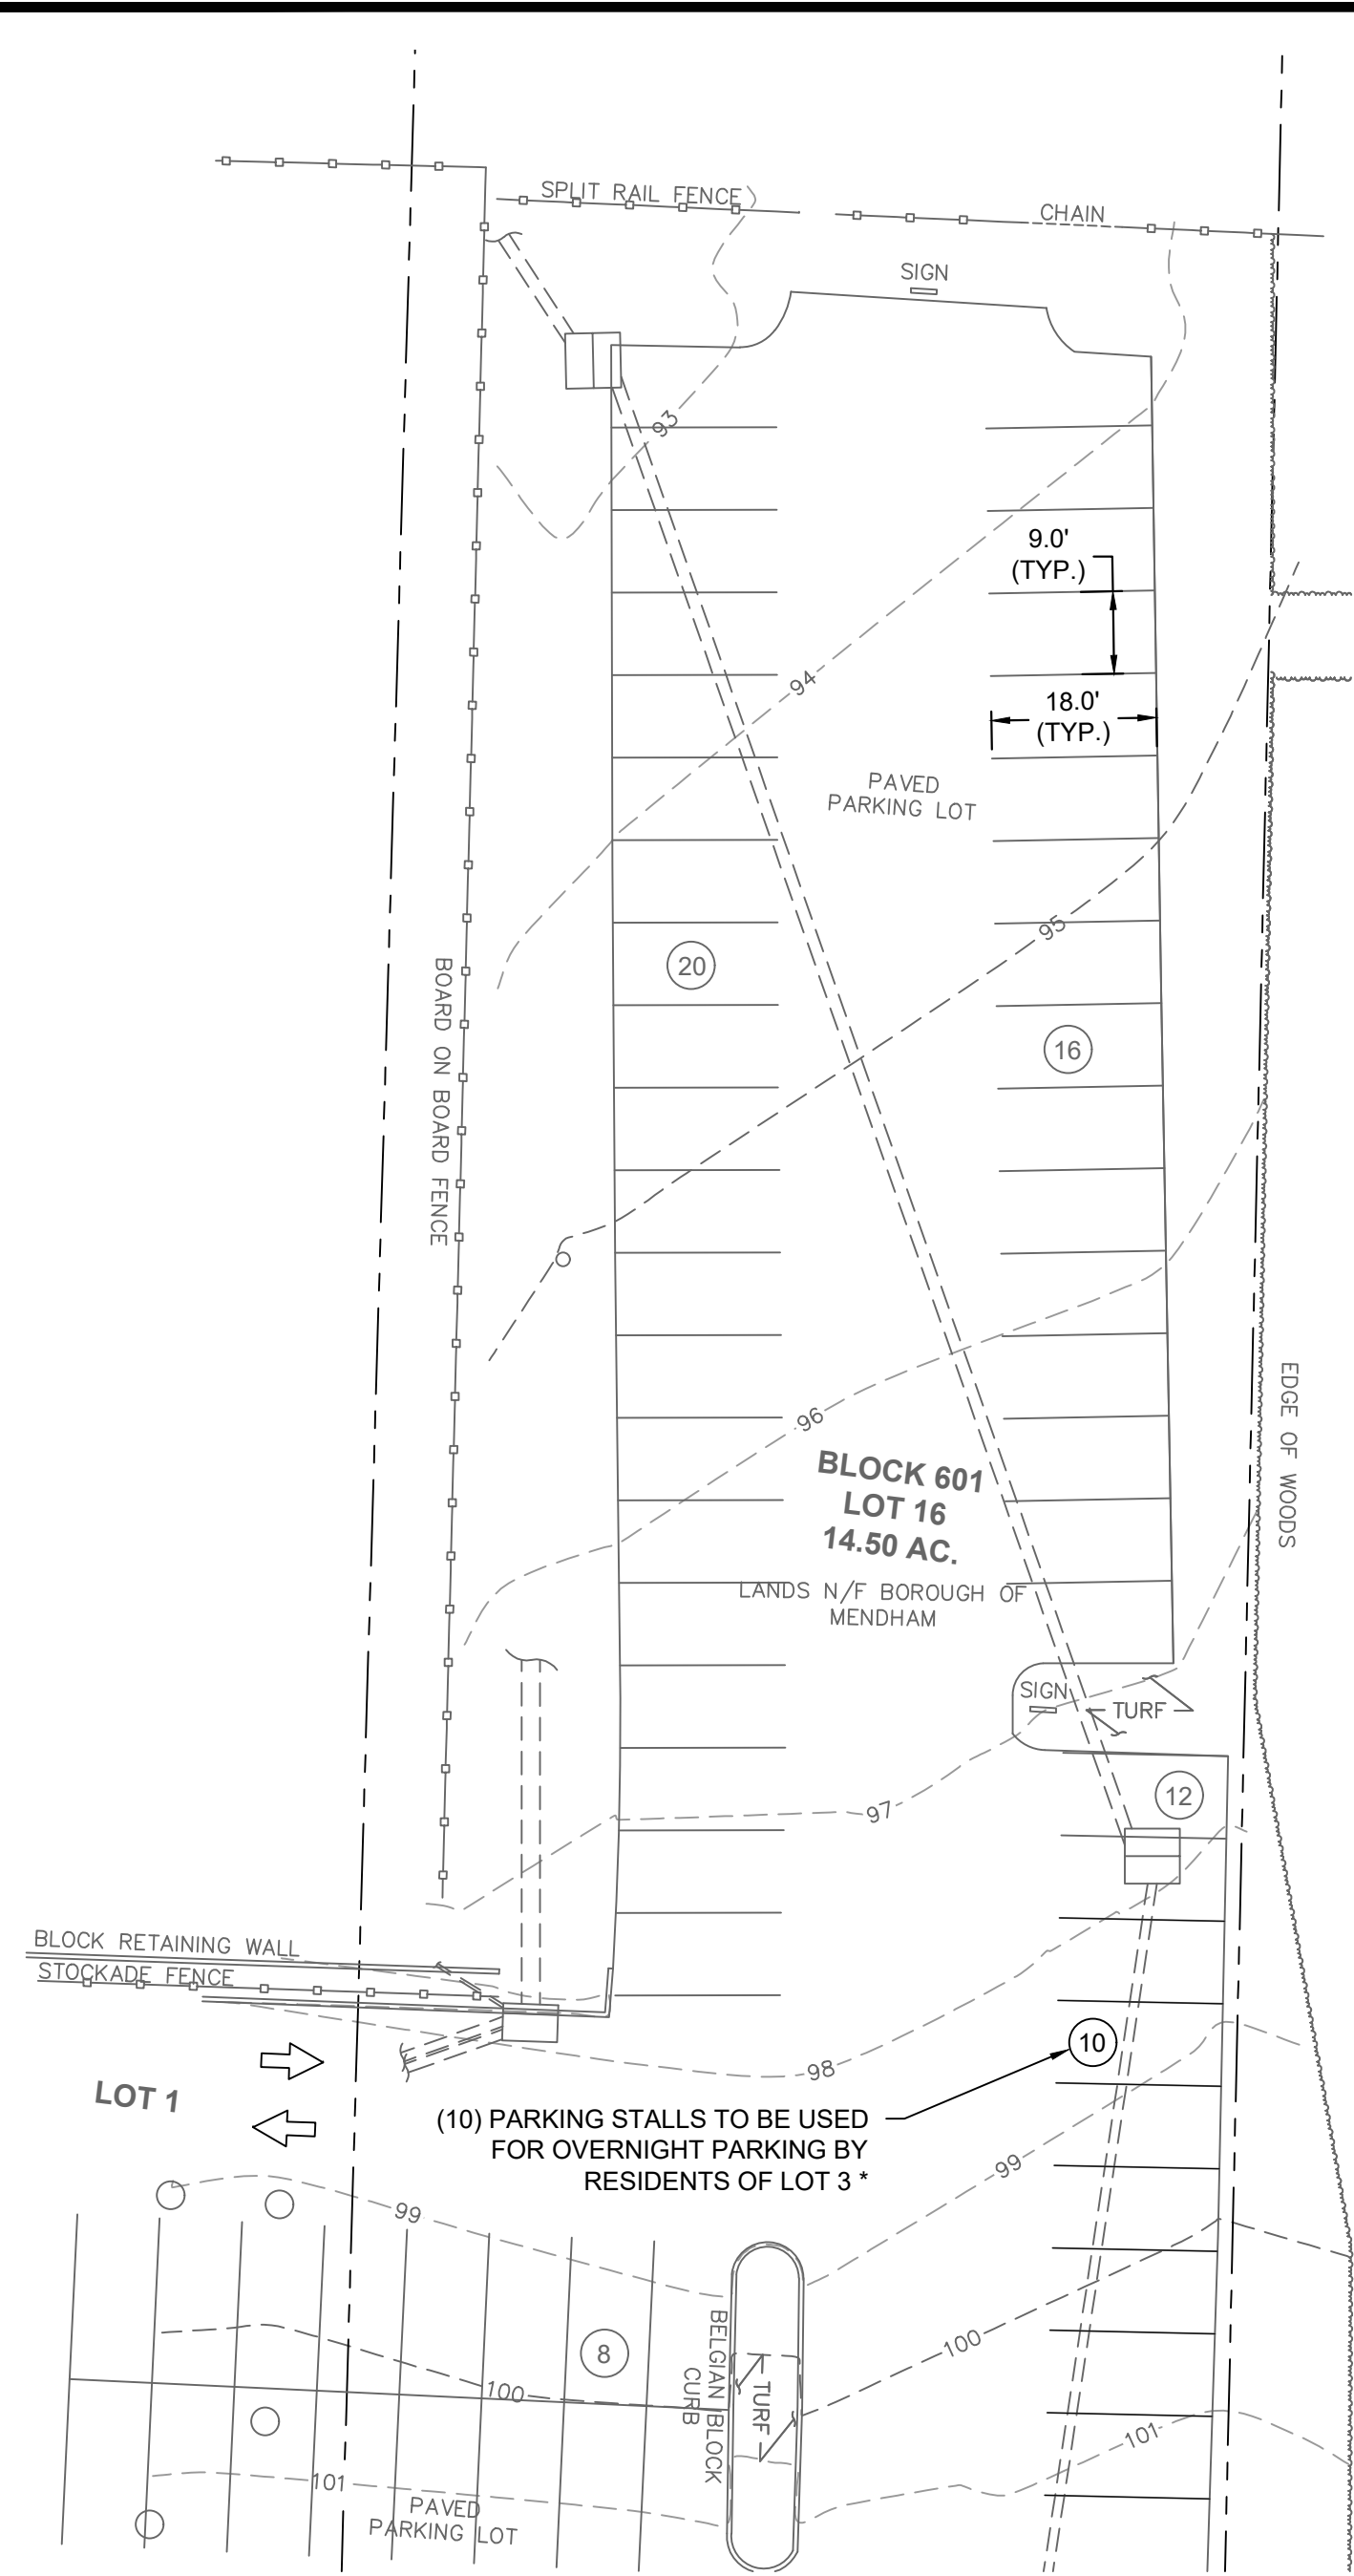 SPLIT RAIL FENCE
CHAIN
SIGN
93
9.0'
(TYP.)
94
18.0'
(TYP.)
PAVED
PARKING LOT
95
20
BOARD ON BOARD FENCE
16
96
EDGE OF WOODS
BLOCK 601
LOT 16
14.50 AC.
LANDS N/F BOROUGH OF
MENDHAM
SIGN
TURF
12
97
BLOCK RETAINING WALL
STOCKADE FENCE
10
98
LOT 1
(10) PARKING STALLS TO BE USED
FOR OVERNIGHT PARKING BY
RESIDENTS OF LOT 3 *
99
99
100
8
BELGIAN BLOCK
CURB
TURF
100
101
101
PAVED
PARKING LOT